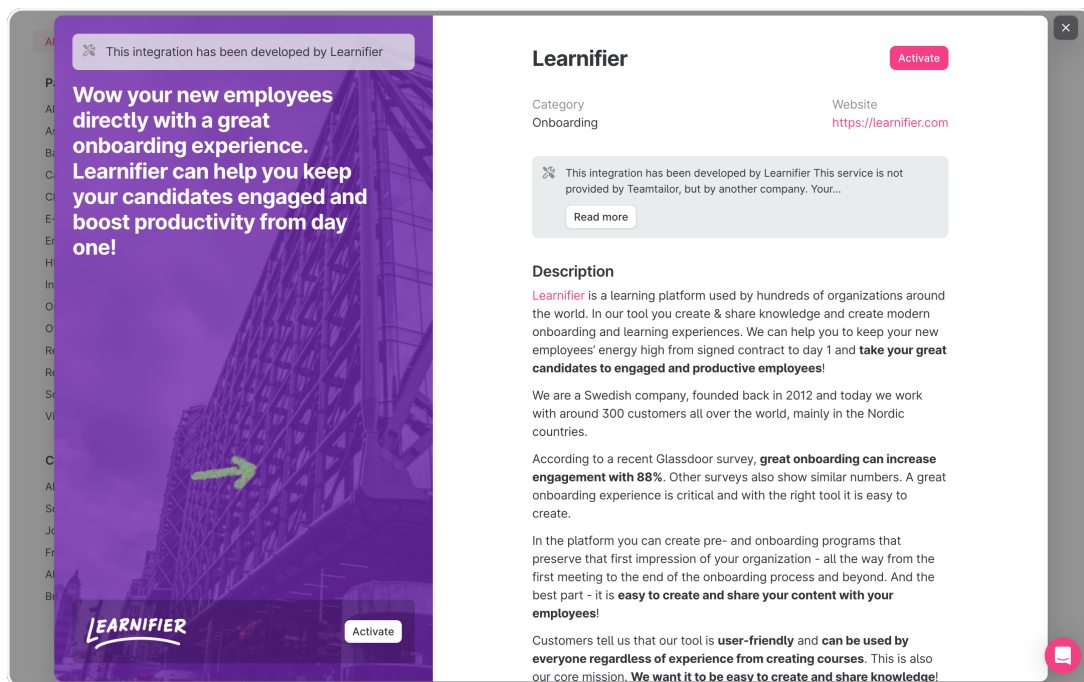 This integration has been developed by Learnifier
Wow your new employees
directly with a great
onboarding experience.
Learnifier can help you keep
your candidates engaged and
boost productivity from day
one!
LEARNIFIER
Activate
Learnifier
Activate
Category
Website
Onboarding
https://learnifier.com
This integration has been developed by Learnifier This service is not
provided by Teamtailor, but by another company. Your...
Read more
Description
Learnifier is a learning platform used by hundreds of organizations around
the world. In our tool you create & share knowledge and create modern
onboarding and learning experiences. We can help you to keep your new
employees’ energy high from signed contract to day 1 and take your great
candidates to engaged and productive employees!
We are a Swedish company, founded back in 2012 and today we work
with around 300 customers all over the world, mainly in the Nordic
countries.
According to a recent Glassdoor survey, great onboarding can increase
engagement with 88%. Other surveys also show similar numbers. A great
onboarding experience is critical and with the right tool it is easy to
create.
In the platform you can create pre- and onboarding programs that
preserve that first impression of your organization - all the way from the
first meeting to the end of the onboarding process and beyond. And the
best part - it is easy to create and share your content with your
employees!
Customers tell us that our tool is user-friendly and can be used by
everyone regardless of experience from creating courses. This is also
our core mission. We want it to be easy to create and share knowledge!